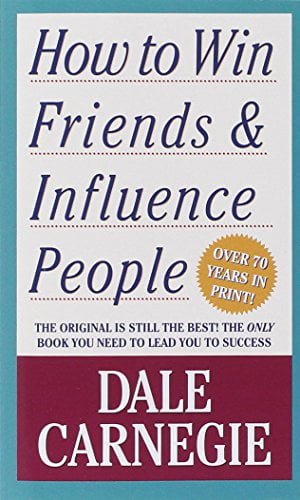 How to Win
Friends &
Influence
People
OVER 70
YEARS IN
PRINT!
THE ORIGINAL IS STILL THE BEST! THE ONLY
BOOK YOU NEED TO LEAD YOU TO SUCCESS
DALE
CARNEGIE